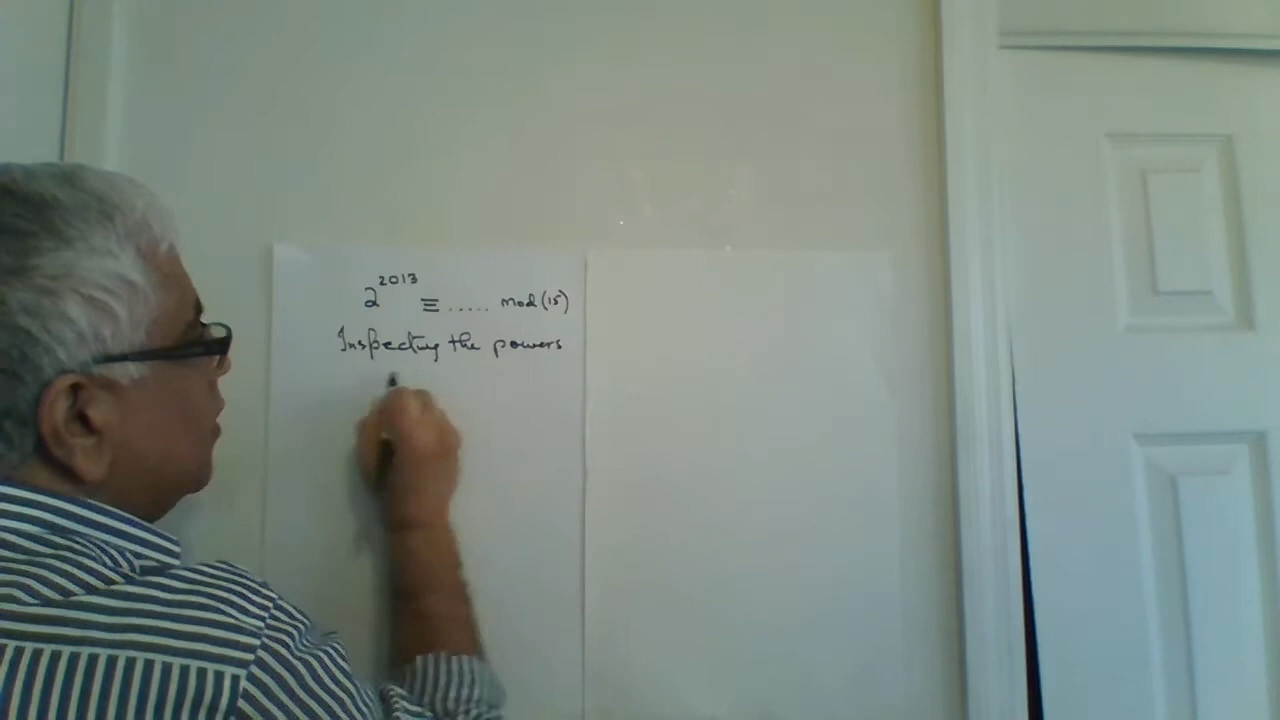 2^2013 ≡ ..... mod (15)
Inspecting the powers